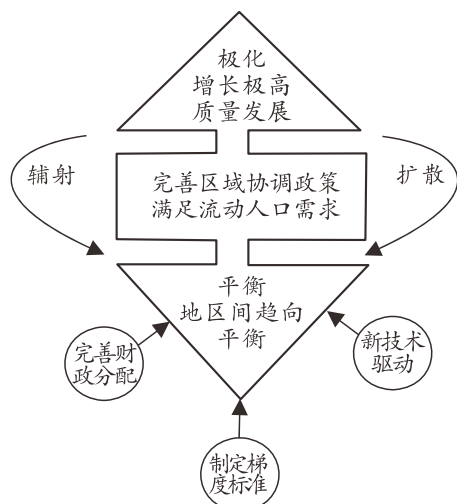 极化
增长极高
质量发展
辐射
完善区域协调政策
满足流动人口需求
扩散
平衡
地区间趋向
平衡
完善财
政分配
新技术
驱动
制定梯
度标准